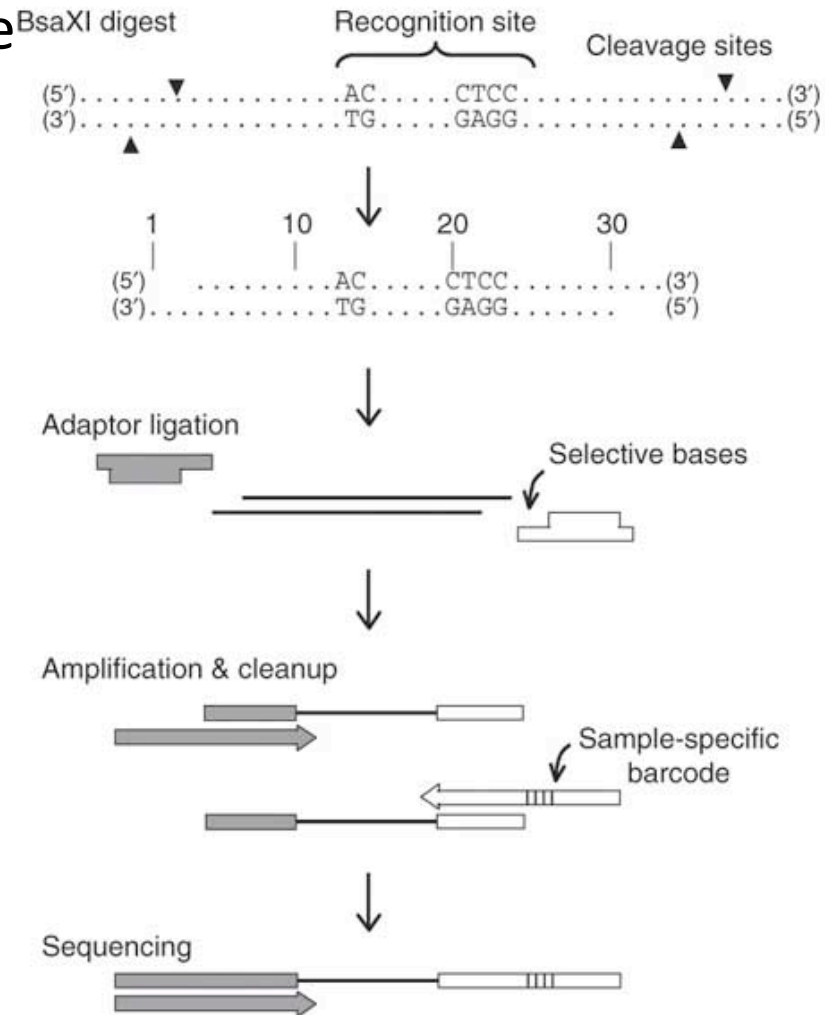 e
BsaXI digest
Recognition site
Cleavage sites
(5′).................AC.....CTCC.................(3′)
(3′).................TG.....GAGG.................(5′)
1 10 20 30
(5′) .........AC.....CTCC..........(3′)
(3′)............TG.....GAGG....... (5′)
Adaptor ligation
Selective bases
Amplification & cleanup
Sample-specific
barcode
Sequencing